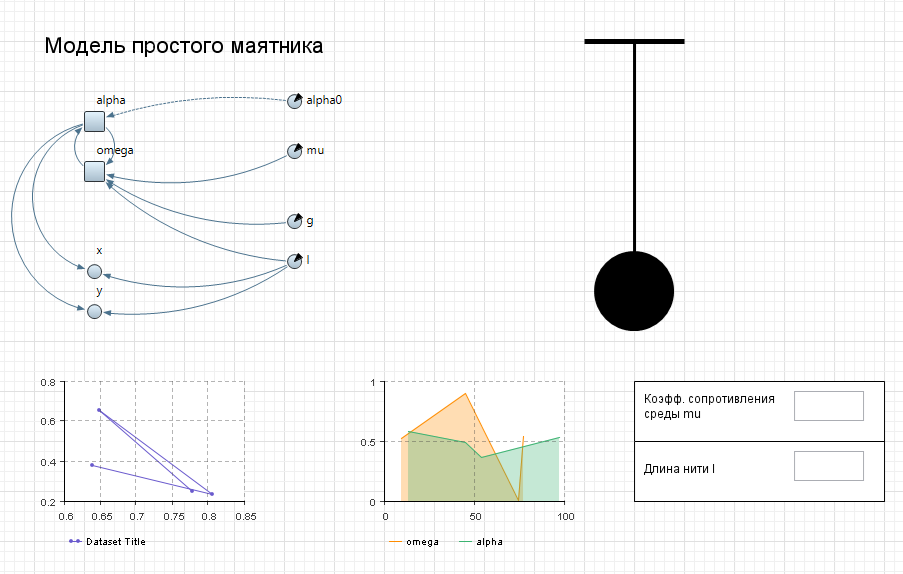 Модель простого маятника
alpha
alpha0
omega
mu
g
x
l
y
0.8
0.6
0.4
0.2
0.6 0.65 0.7 0.75 0.8 0.85
Dataset Title
1
0.5
0
0 50 100
omega alpha
Коэфф. сопротивления
среды mu
Длина нити l